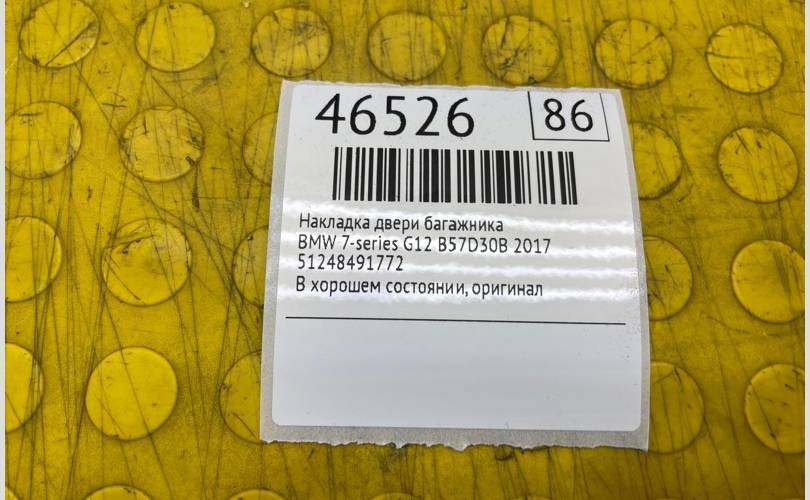 46526 86
Накладка двери багажника
BMW 7-series G12 B57D30B 2017
51248491772
В хорошем состоянии, оригинал